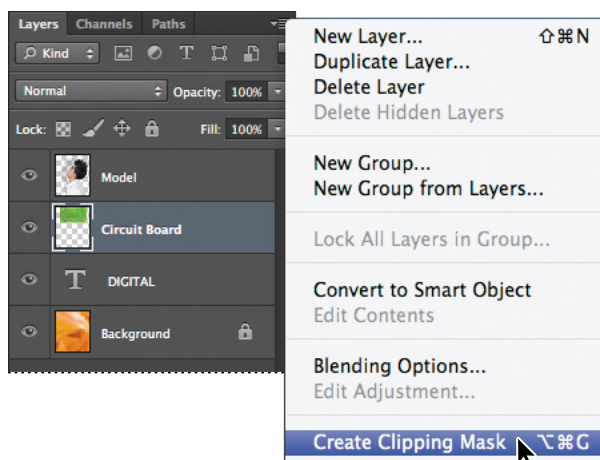 Layers Channels Paths
Kind T
Normal Opacity: 100%
Lock: Fill: 100%
Model
Circuit Board
T DIGITAL
Background
New Layer... ⇧⌘N
Duplicate Layer...
Delete Layer
Delete Hidden Layers
New Group...
New Group from Layers...
Lock All Layers in Group...
Convert to Smart Object
Edit Contents
Blending Options...
Edit Adjustment...
Create Clipping Mask ⌥⌘G